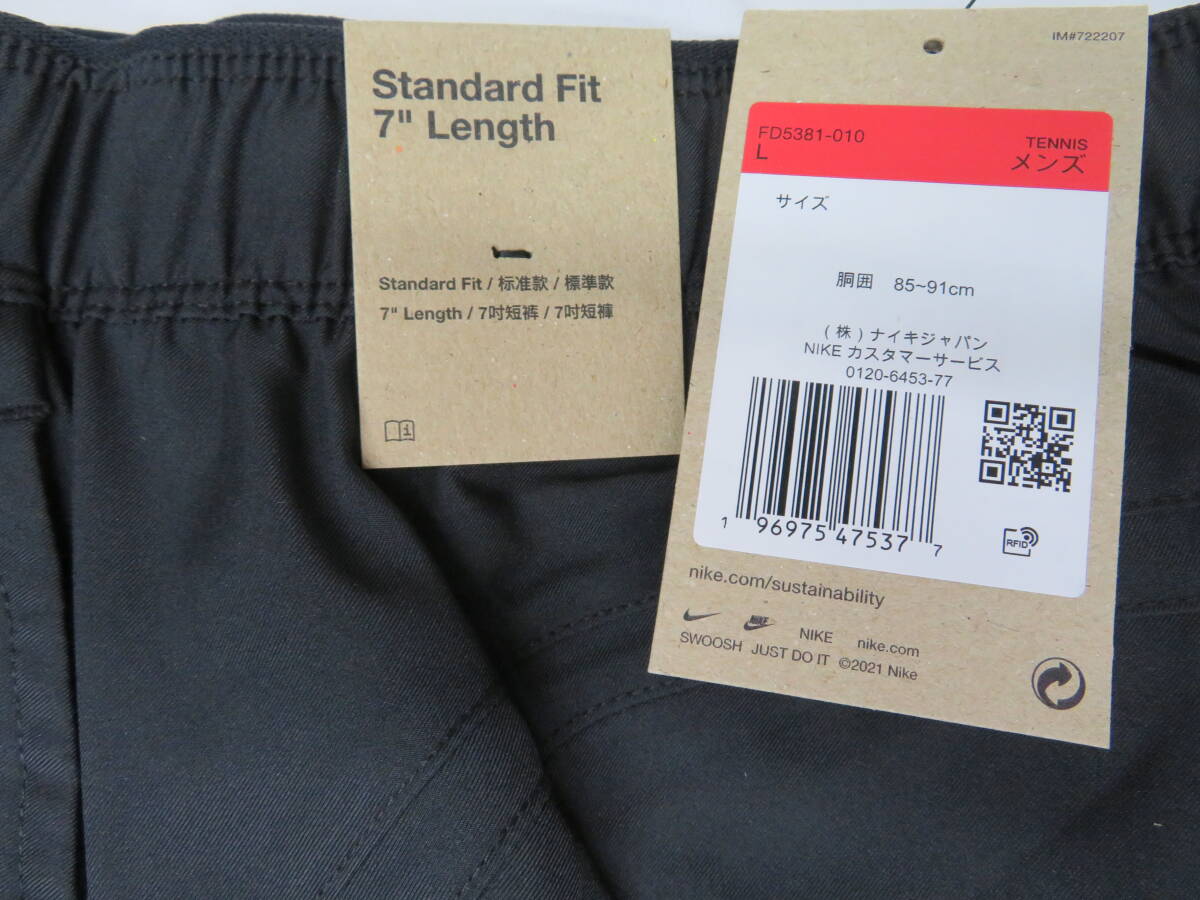 Standard Fit
7" Length
Standard Fit / 标准款 / 標準款
7" Length / 7吋短裤 / 7吋短褲
IM#722207
FD5381-010
L
TENNIS
メンズ
サイズ
胴囲 85~91cm
(株)ナイキジャパン
NIKE カスタマーサービス
0120-6453-77
1 96975 47537 7
RFID
nike.com/sustainability
NIKE nike.com
SWOOSH JUST DO IT ©2021 Nike